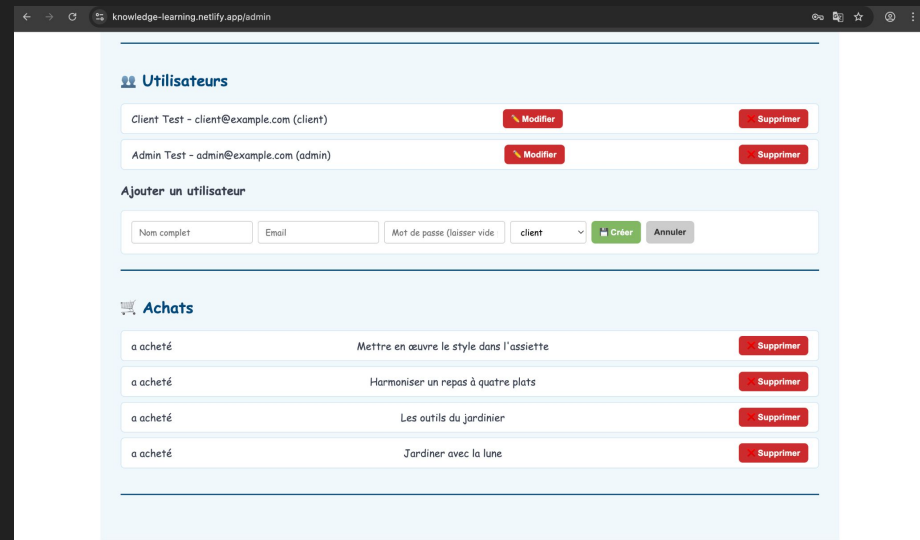 knowledge-learning.netlify.app/admin
Utilisateurs
Client Test - client@example.com (client) Modifier Supprimer
Admin Test - admin@example.com (admin) Modifier Supprimer
Ajouter un utilisateur
Nom complet Email Mot de passe (laisser vide client Créer Annuler
Achats
a acheté Mettre en œuvre le style dans l'assiette Supprimer
a acheté Harmoniser un repas à quatre plats Supprimer
a acheté Les outils du jardinier Supprimer
a acheté Jardiner avec la lune Supprimer